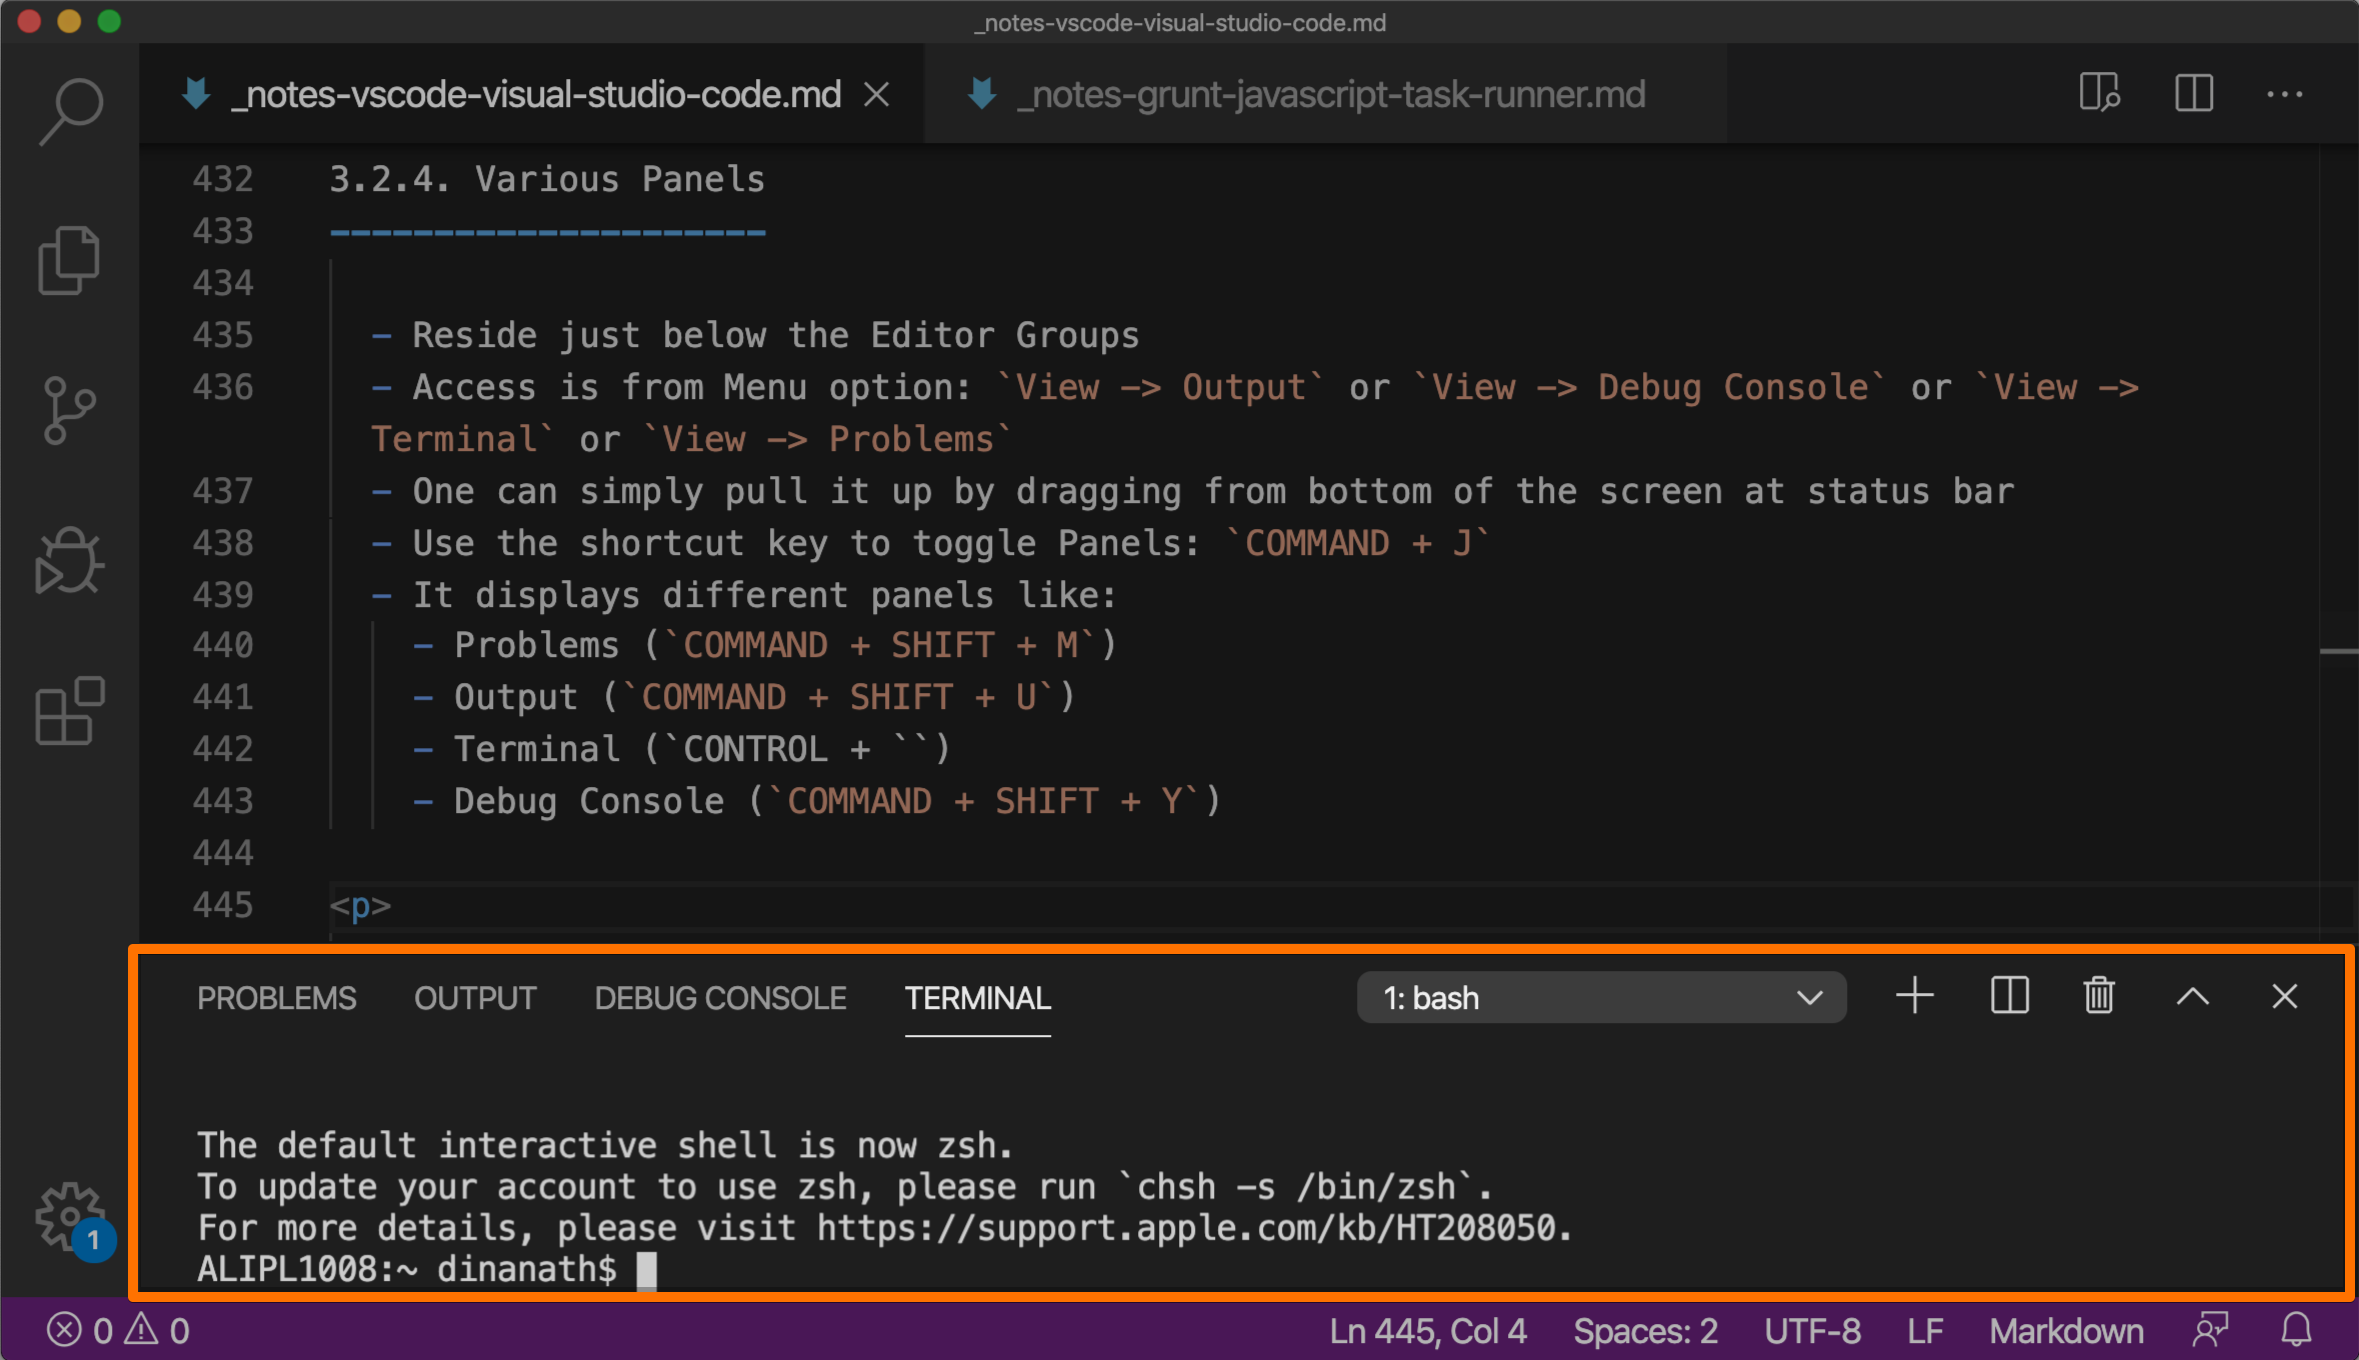 _notes-vscode-visual-studio-code.md
_notes-vscode-visual-studio-code.md
_notes-grunt-javascript-task-runner.md
432 3.2.4. Various Panels
433 ---------------------
434
435 - Reside just below the Editor Groups
436 - Access is from Menu option: `View -> Output` or `View -> Debug Console` or `View ->
Terminal` or `View -> Problems`
437 - One can simply pull it up by dragging from bottom of the screen at status bar
438 - Use the shortcut key to toggle Panels: `COMMAND + J`
439 - It displays different panels like:
440 - Problems (`COMMAND + SHIFT + M`)
441 - Output (`COMMAND + SHIFT + U`)
442 - Terminal (`CONTROL + ``)
443 - Debug Console (`COMMAND + SHIFT + Y`)
444
445 <p>
PROBLEMS OUTPUT DEBUG CONSOLE TERMINAL 1: bash
The default interactive shell is now zsh.
To update your account to use zsh, please run `chsh -s /bin/zsh`.
For more details, please visit https://support.apple.com/kb/HT208050.
ALIPL1008:~ dinanath$
1
0 0 Ln 445, Col 4 Spaces: 2 UTF-8 LF Markdown